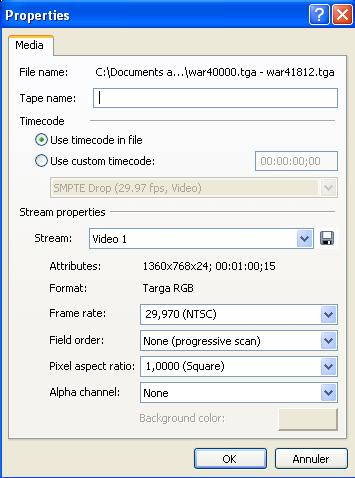 Properties
Media
File name: C:\Documents a...\war40000.tga - war41812.tga
Tape name:
Timecode
Use timecode in file
Use custom timecode: 00:00:00;00
SMPTE Drop (29.97 fps, Video)
Stream properties
Stream: Video 1
Attributes: 1360x768x24; 00:01:00;15
Format: Targa RGB
Frame rate: 29,970 (NTSC)
Field order: None (progressive scan)
Pixel aspect ratio: 1,0000 (Square)
Alpha channel: None
Background color:
OK Annuler